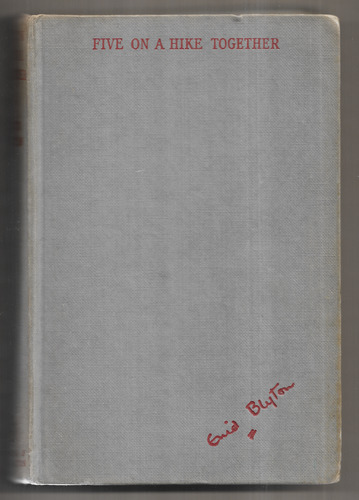 FIVE ON A HIKE TOGETHER
Enid Blyton